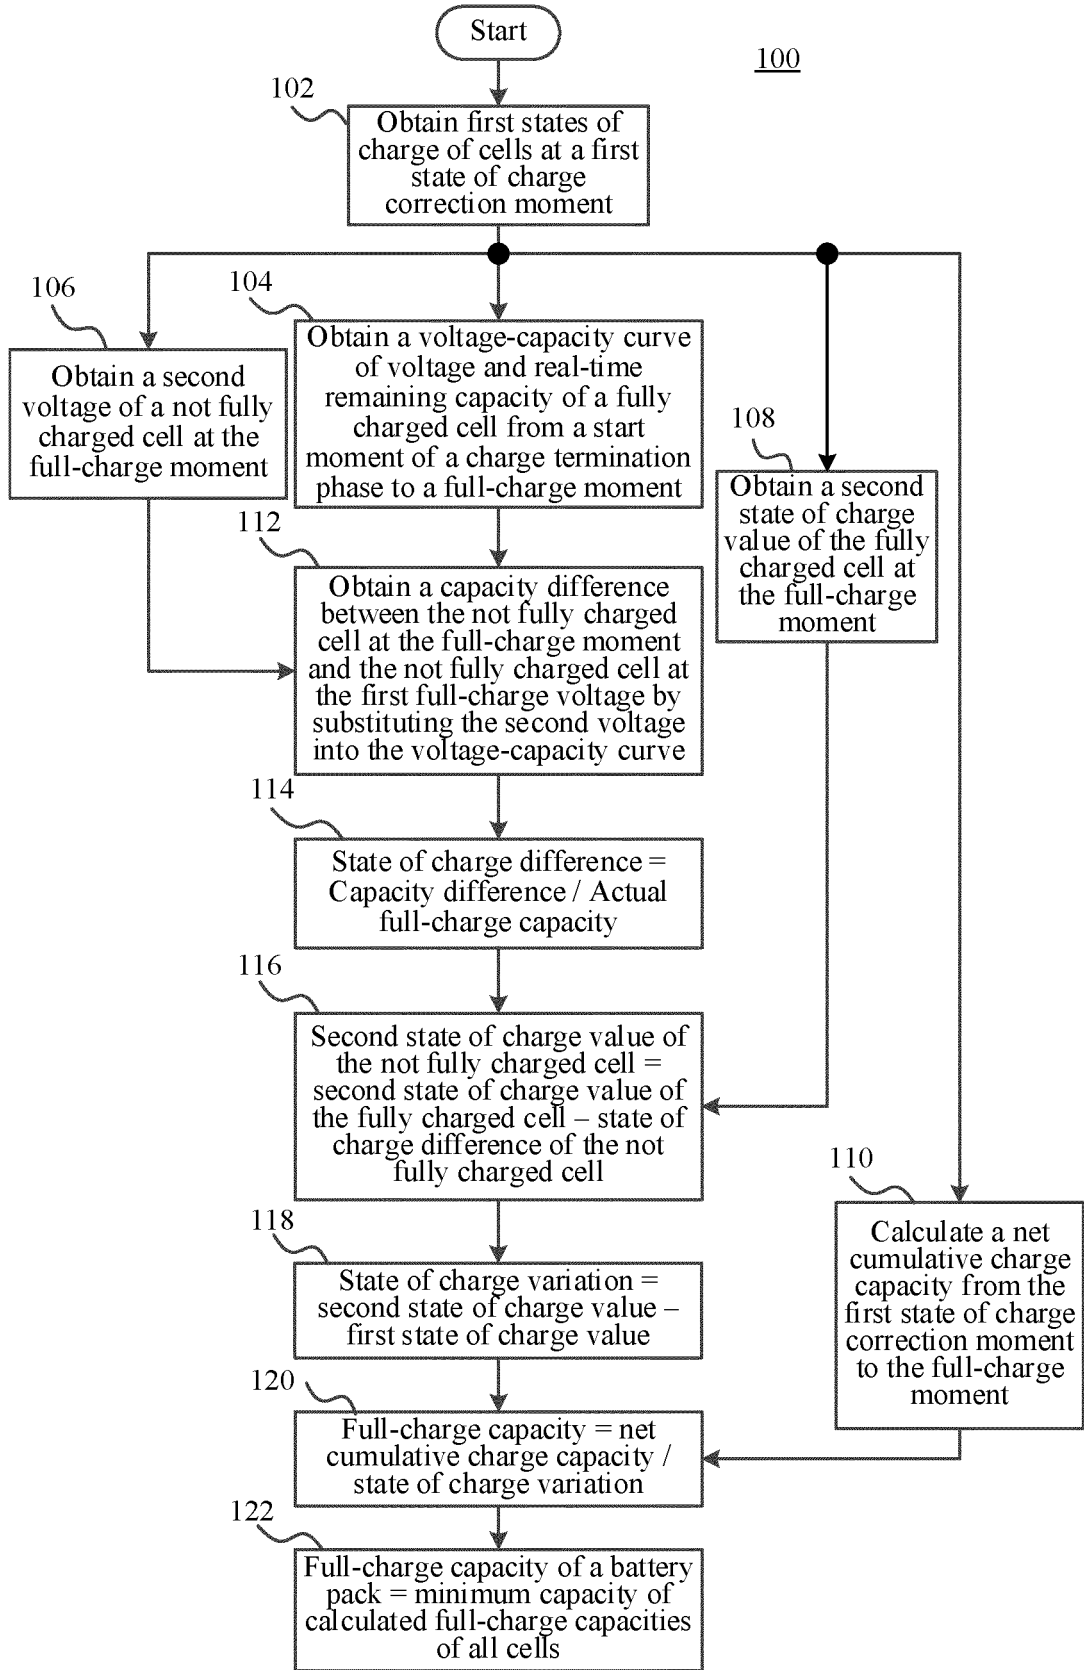 Start
100
102
Obtain first states of
charge of cells at a first
state of charge
correction moment
106
Obtain a second
voltage of a not fully
charged cell at the
full-charge moment
104
Obtain a voltage-capacity curve
of voltage and real-time
remaining capacity of a fully
charged cell from a start
moment of a charge termination
phase to a full-charge moment
108
Obtain a second
state of charge
value of the fully
charged cell at
the full-charge
moment
112
Obtain a capacity difference
between the not fully charged
cell at the full-charge moment
and the not fully charged cell at
the first full-charge voltage by
substituting the second voltage
into the voltage-capacity curve
114
State of charge difference =
Capacity difference / Actual
full-charge capacity
116
Second state of charge value of
the not fully charged cell =
second state of charge value of
the fully charged cell – state of
charge difference of the not
fully charged cell
110
Calculate a net
cumulative charge
capacity from the
first state of charge
correction moment
to the full-charge
moment
118
State of charge variation =
second state of charge value –
first state of charge value
120
Full-charge capacity = net
cumulative charge capacity /
state of charge variation
122
Full-charge capacity of a battery
pack = minimum capacity of
calculated full-charge capacities
of all cells